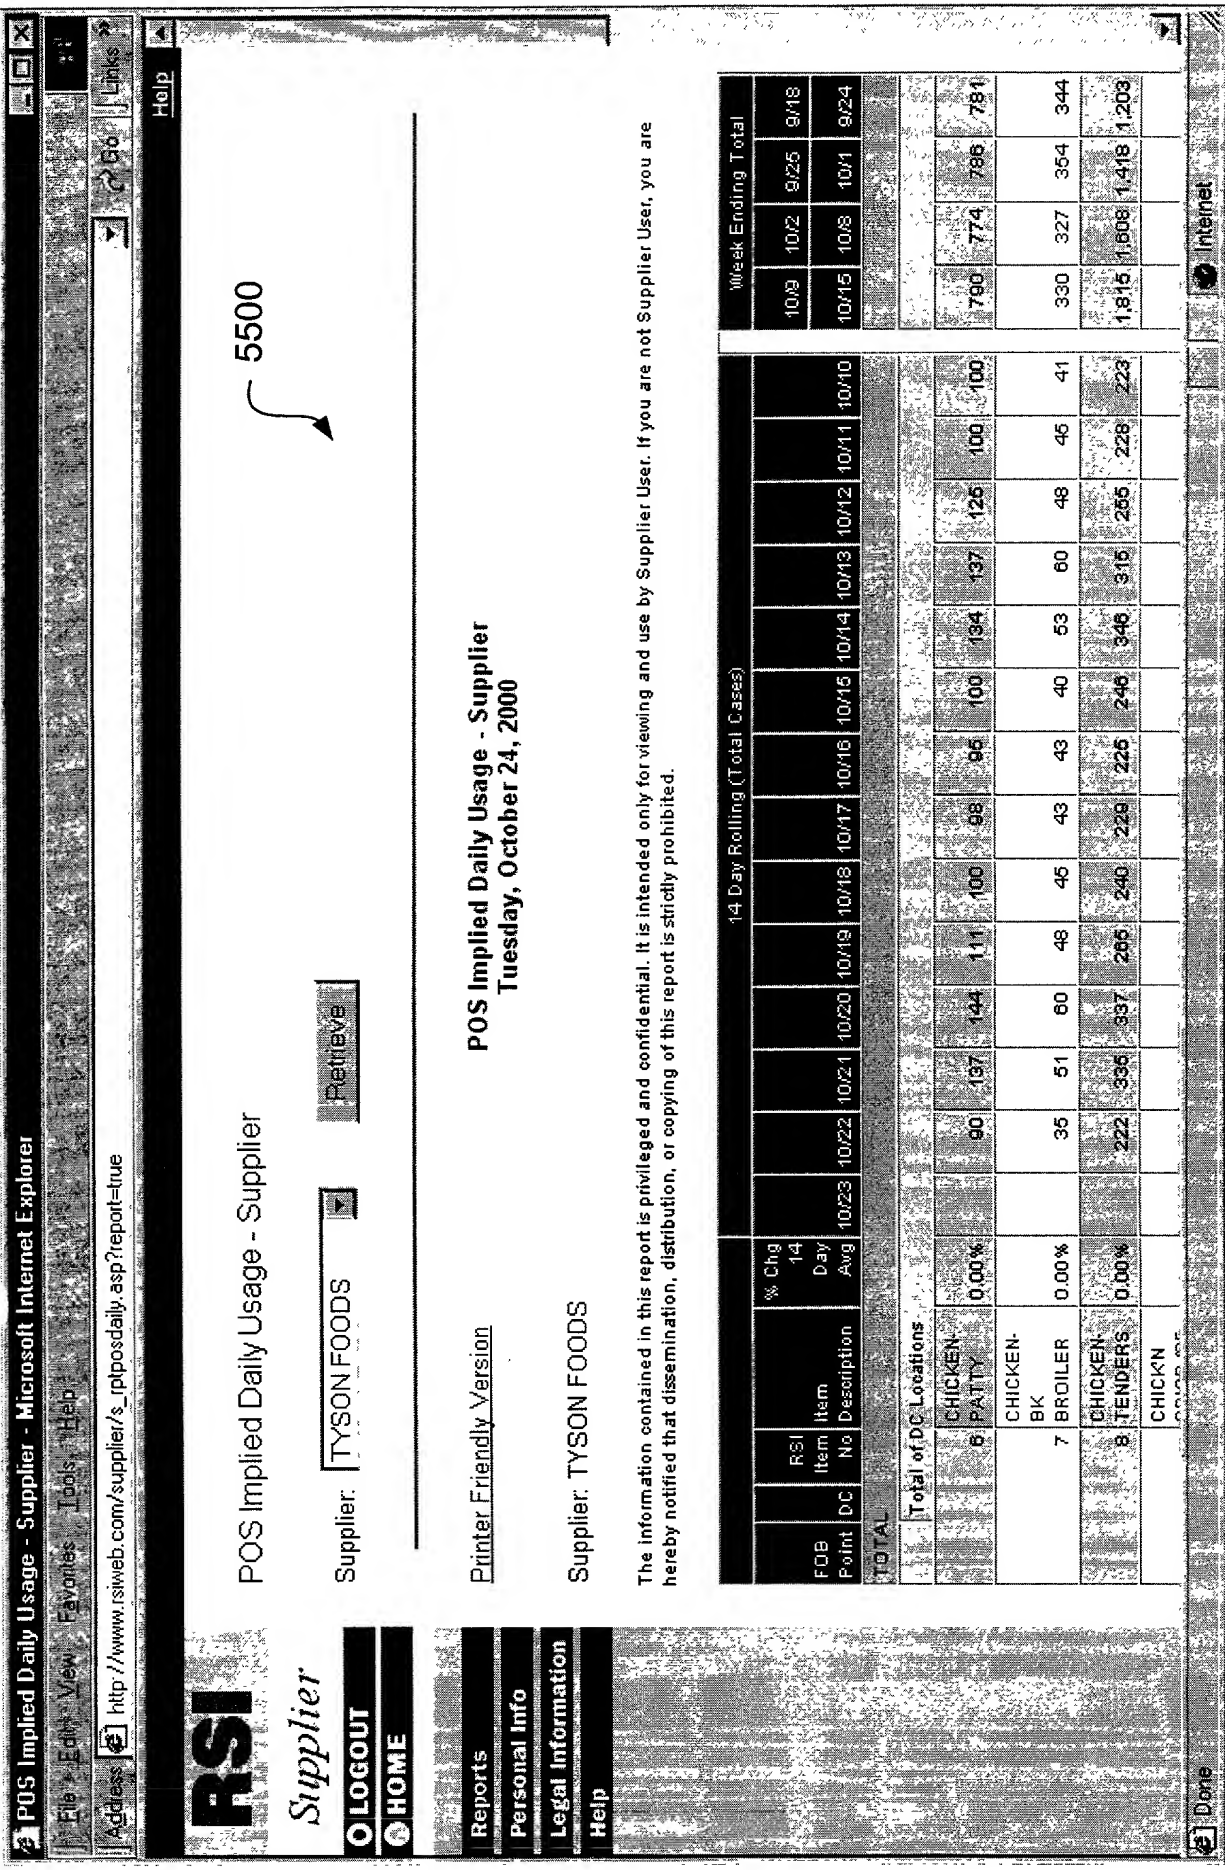 POS Implied Daily Usage - Supplier - Microsoft Internet Explorer
File Edit View Favorites Tools Help
Address http://www.rsiweb.com/supplier/s_rptposdaily.asp?report=true Go Links »
Help
RSI
Supplier
LOGOUT
HOME
Reports
Personal Info
Legal Information
Help
POS Implied Daily Usage - Supplier
5500
Supplier: TYSON FOODS Retrieve
Printer Friendly Version
POS Implied Daily Usage - Supplier
Tuesday, October 24, 2000
Supplier: TYSON FOODS
The information contained in this report is privileged and confidential. It is intended only for viewing and use by Supplier User. If you are not Supplier User, you are
hereby notified that dissemination, distribution, or copying of this report is strictly prohibited.
14 Day Rolling (Total Cases) Week Ending Total
FOB Point DC RSI Item No Item Description % Chg 14 Day Avg 10/23 10/22 10/21 10/20 10/19 10/18 10/17 10/16 10/15 10/14 10/13 10/12 10/11 10/10 10/9 10/15 10/2 10/8 9/25 10/1 9/18 9/24
TOTAL
Total of DC Locations
6 CHICKEN-PATTY 0.00% 90 137 144 111 100 98 95 100 134 137 125 100 100 790 774 786 781
7 CHICKEN-BK BROILER 0.00% 35 51 60 48 45 43 43 40 53 60 48 45 41 330 327 354 344
8 CHICKEN-TENDERS 0.00% 222 335 337 265 240 229 225 246 346 315 255 228 223 1,815 1,608 1,418 1,203
CHICK'N
Done Internet